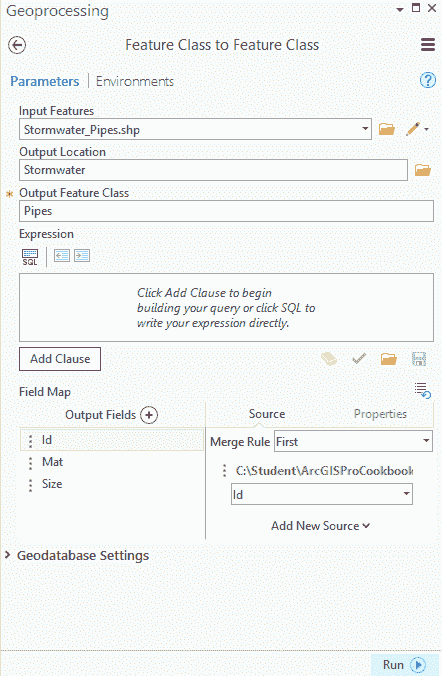 Geoprocessing
Feature Class to Feature Class
Parameters | Environments
Input Features
Stormwater_Pipes.shp
Output Location
Stormwater
* Output Feature Class
Pipes
Expression
SQL
Click Add Clause to begin
building your query or click SQL to
write your expression directly.
Add Clause
Field Map
Output Fields
Source
Properties
Id
Mat
Size
Merge Rule First
C:\Student\ArcGISProCookbook
Id
Add New Source
Geodatabase Settings
Run